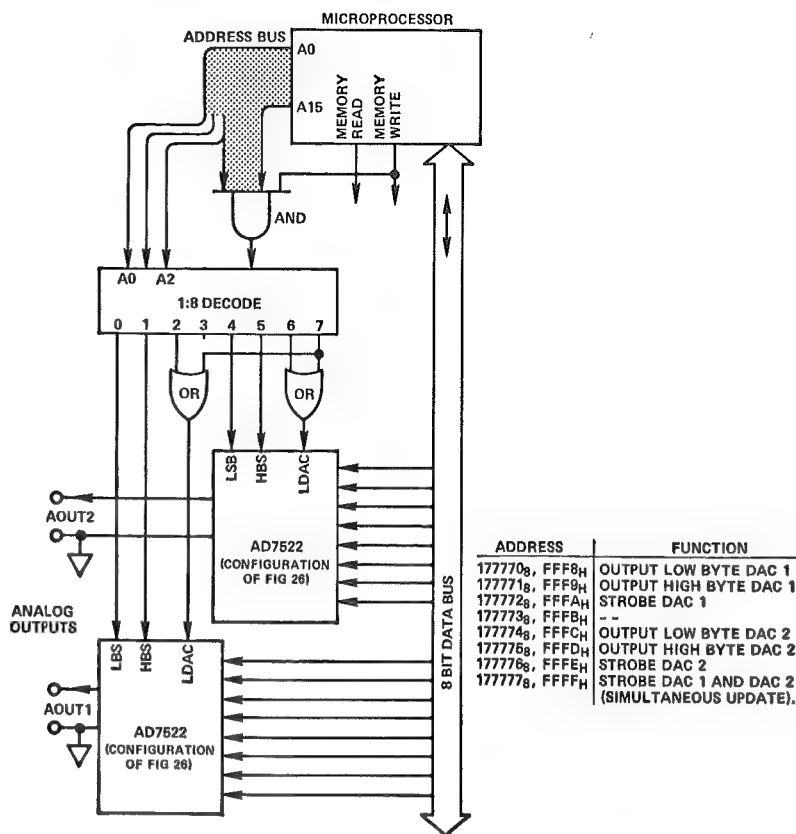 MICROPROCESSOR
ADDRESS BUS
A0
A15
MEMORY READ
MEMORY WRITE
AND
A0 A2
1:8 DECODE
0 1 2 3 4 5 6 7
OR
OR
LSB HBS LDAC
AOUT2
AD7522
(CONFIGURATION
OF FIG 26)
ANALOG
OUTPUTS
LBS HBS LDAC
AOUT1
AD7522
(CONFIGURATION
OF FIG 26)
8 BIT DATA BUS
ADDRESS FUNCTION
177770₈, FFF8H OUTPUT LOW BYTE DAC 1
177771₈, FFF9H OUTPUT HIGH BYTE DAC 1
177772₈, FFFAH STROBE DAC 1
177773₈, FFFBH --
177774₈, FFFCH OUTPUT LOW BYTE DAC 2
177775₈, FFFDH OUTPUT HIGH BYTE DAC 2
177776₈, FFFEH STROBE DAC 2
177777₈, FFFFH STROBE DAC 1 AND DAC 2
(SIMULTANEOUS UPDATE).